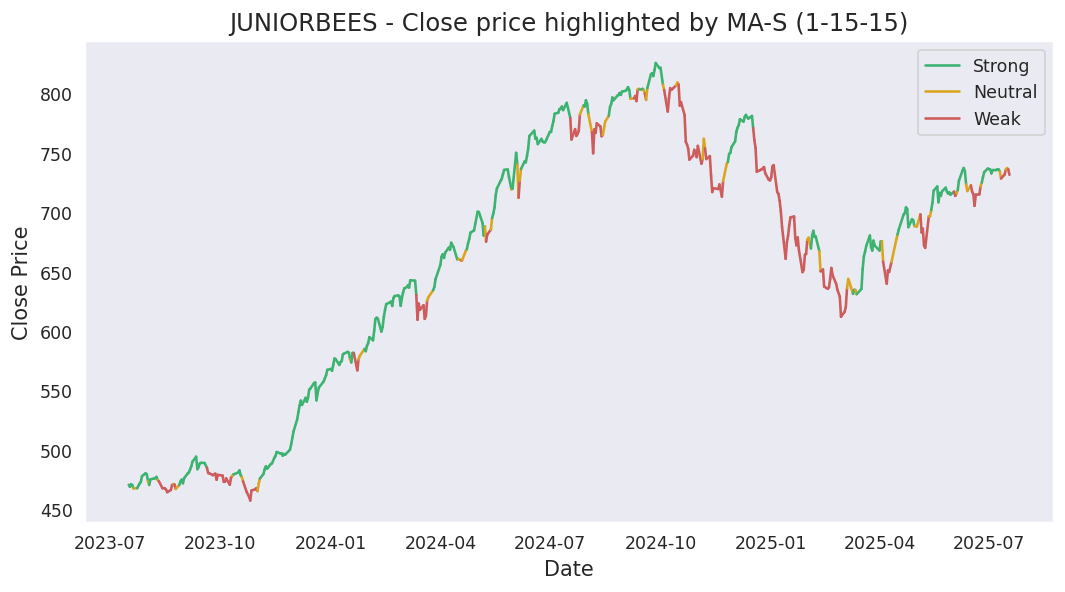 JUNIORBEES - Close price highlighted by MA-S (1-15-15)
Strong
Neutral
Weak
Close Price
800
750
700
650
600
550
500
450
2023-07 2023-10 2024-01 2024-04 2024-07 2024-10 2025-01 2025-04 2025-07
Date